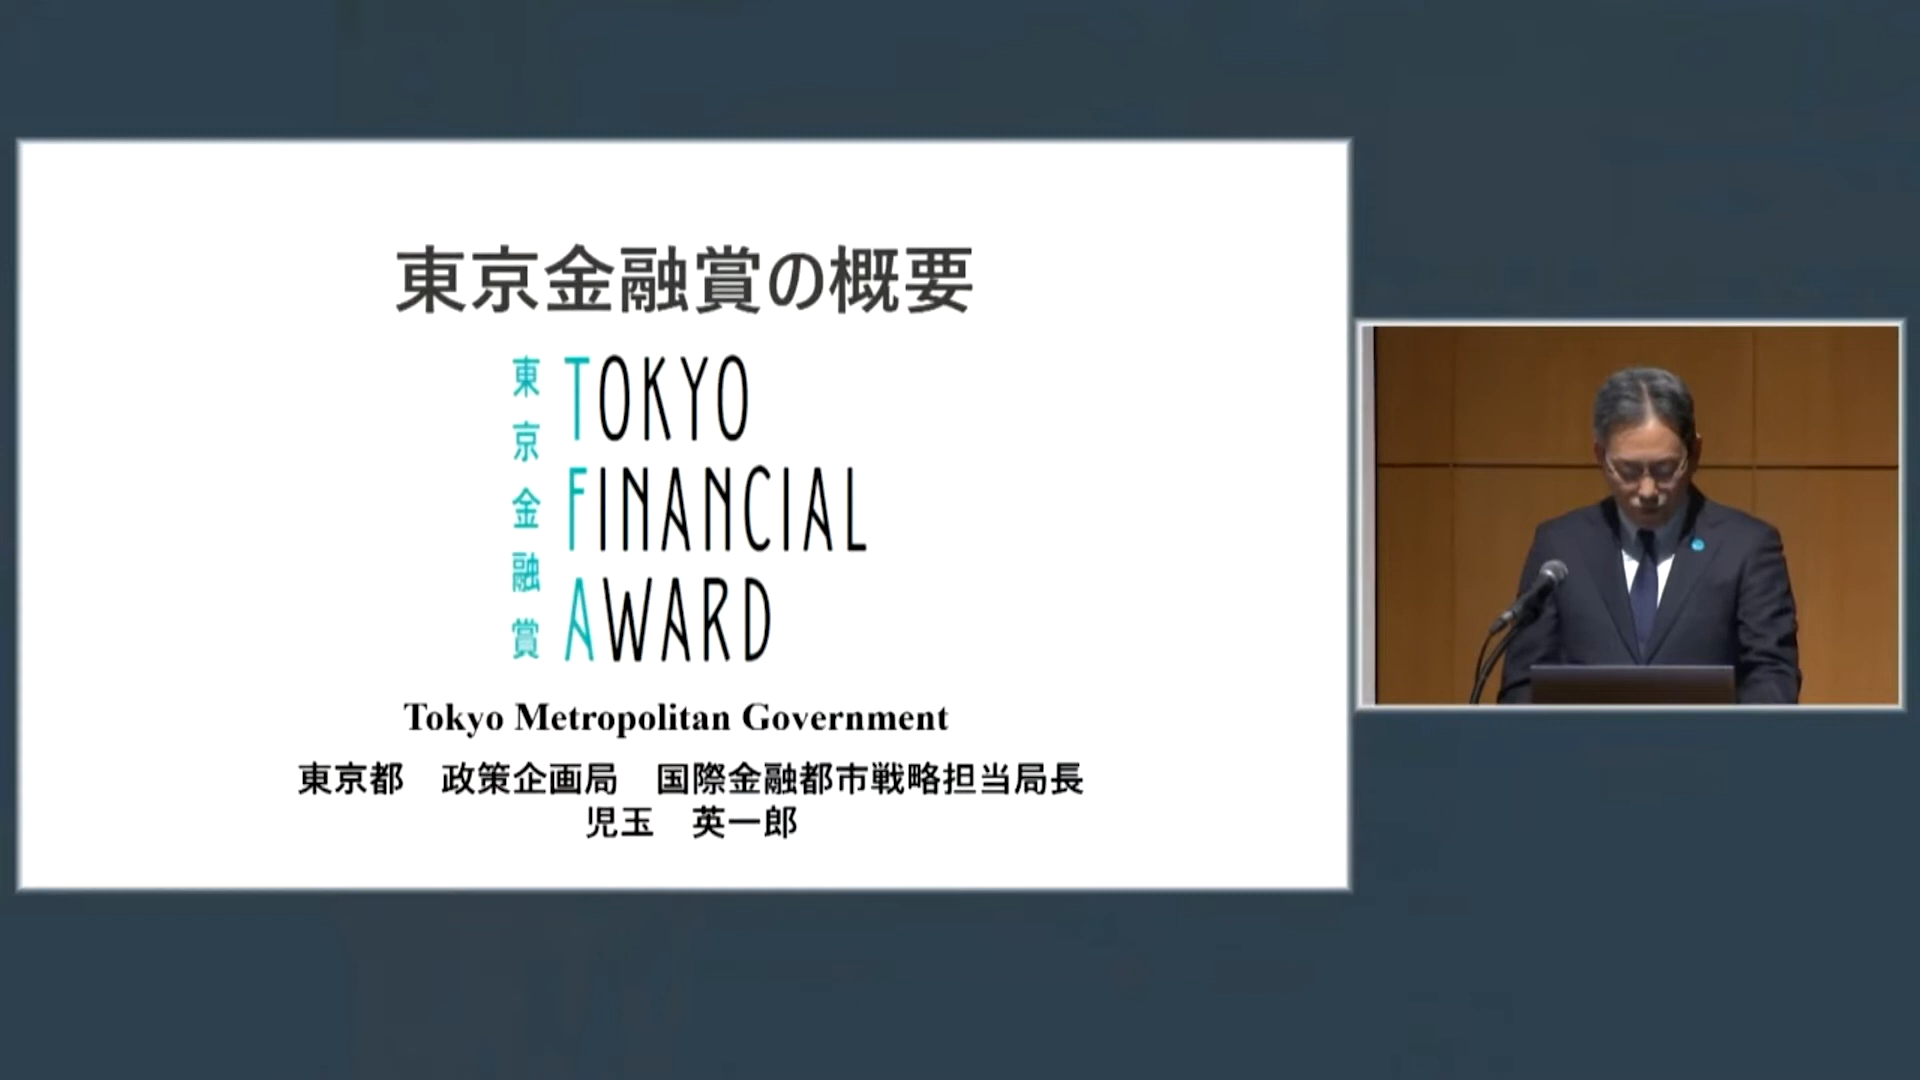 東京金融賞の概要
東京金融賞
TOKYO
FINANCIAL
AWARD
Tokyo Metropolitan Government
東京都　政策企画局　国際金融都市戦略担当局長
児玉　英一郎